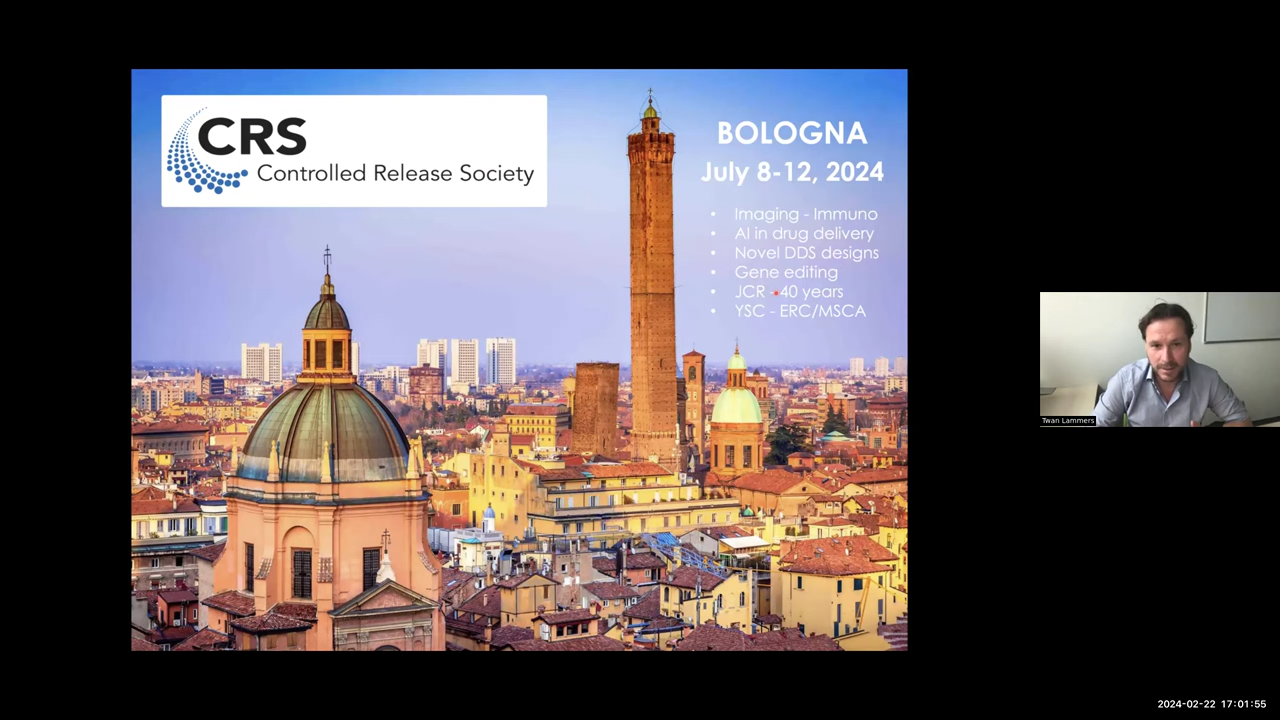 CRS
Controlled Release Society
BOLOGNA
July 8-12, 2024
• Imaging - Immuno
• AI in drug delivery
• Novel DDS designs
• Gene editing
• JCR - 40 years
• YSC - ERC/MSCA
Twan Lammers
2024-02-22 17:01:55